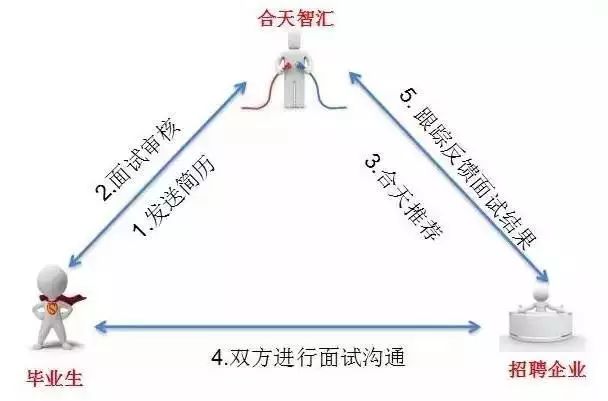 合天智汇
2.面试审核
1.发送简历
5. 跟踪反馈面试结果
3.合天推荐
毕业生
4.双方进行面试沟通
招聘企业